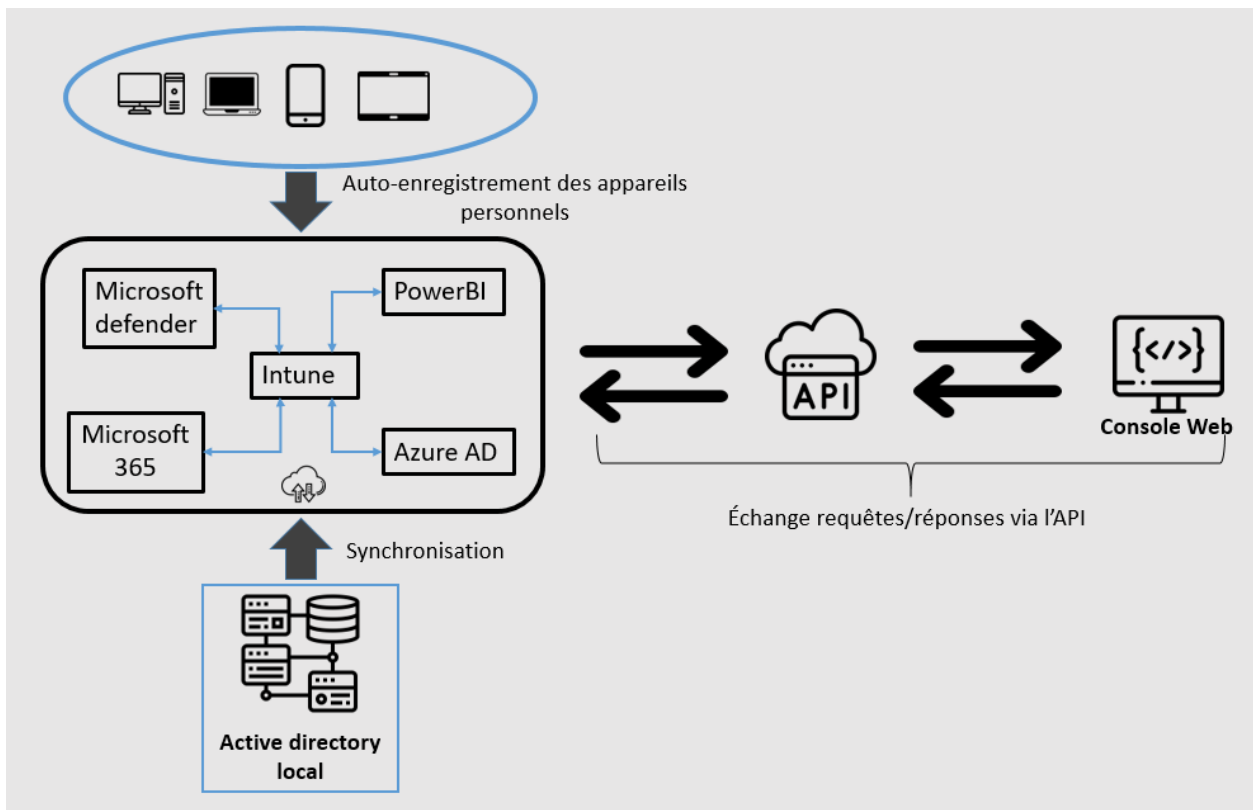 Auto-enregistrement des appareils
personnels
Microsoft
defender
PowerBI
Intune
Microsoft
365
Azure AD
API
{</>}
Console Web
Échange requêtes/réponses via l'API
Synchronisation
Active directory
local